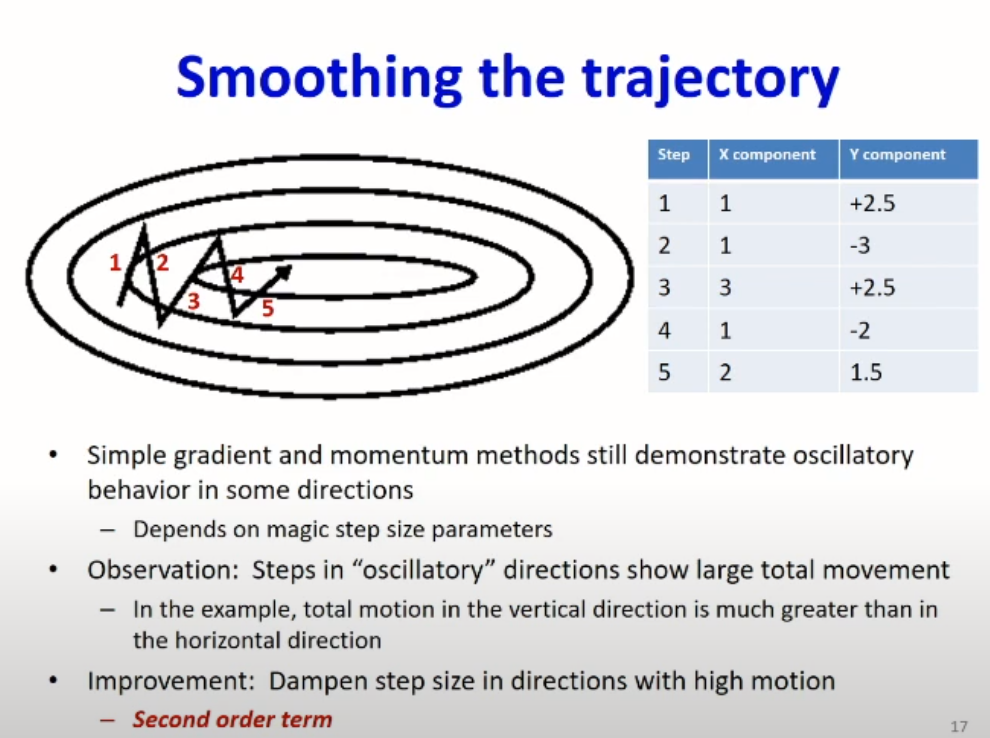 Smoothing the trajectory
1 2 3 4 5
Step X component Y component
1 1 +2.5
2 1 -3
3 3 +2.5
4 1 -2
5 2 1.5
• Simple gradient and momentum methods still demonstrate oscillatory
behavior in some directions
– Depends on magic step size parameters
• Observation: Steps in “oscillatory” directions show large total movement
– In the example, total motion in the vertical direction is much greater than in
the horizontal direction
• Improvement: Dampen step size in directions with high motion
– Second order term
17